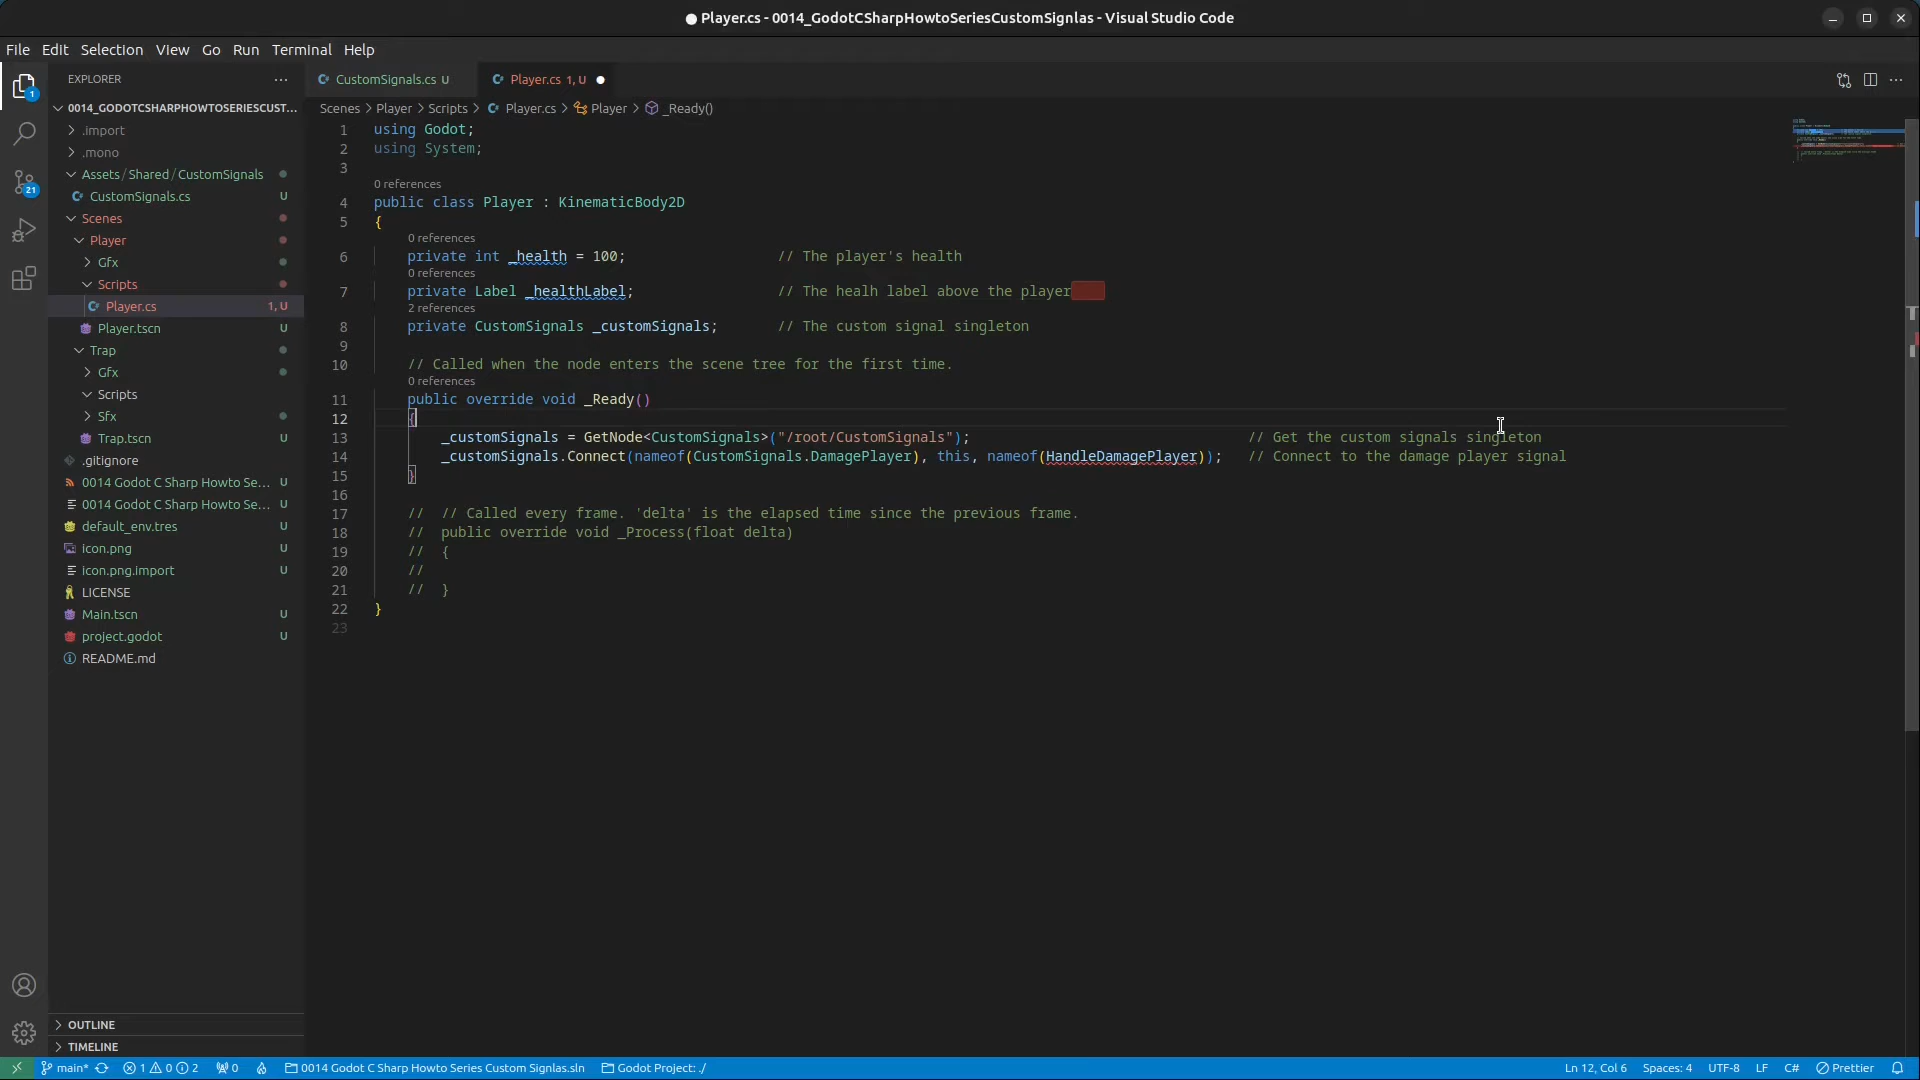 Player.cs - 0014_GodotCSharpHowtoSeriesCustomSignlas - Visual Studio Code
File Edit Selection View Go Run Terminal Help
EXPLORER
0014_GODOTCSHARPHOWTOSERIESCUST...
.import
.mono
Assets / Shared / CustomSignals
CustomSignals.cs U
Scenes
Player
Gfx
Scripts
Player.cs 1, U
Player.tscn U
Trap
Gfx
Scripts
Sfx
Trap.tscn U
.gitignore
0014 Godot C Sharp Howto Se... U
0014 Godot C Sharp Howto Se... U
default_env.tres U
icon.png U
icon.png.import U
LICENSE
Main.tscn U
project.godot U
README.md
OUTLINE
TIMELINE
1
21
CustomSignals.cs U
Player.cs 1, U
Scenes > Player > Scripts > Player.cs > Player > _Ready()
1 using Godot;
2 using System;
3
0 references
4 public class Player : KinematicBody2D
5 {
0 references
6 private int _health = 100; // The player's health
0 references
7 private Label _healthLabel; // The healh label above the player
2 references
8 private CustomSignals _customSignals; // The custom signal singleton
9
10 // Called when the node enters the scene tree for the first time.
0 references
11 public override void _Ready()
12 {
13 _customSignals = GetNode<CustomSignals>("/root/CustomSignals"); // Get the custom signals singleton
14 _customSignals.Connect(nameof(CustomSignals.DamagePlayer), this, nameof(HandleDamagePlayer)); // Connect to the damage player signal
15 }
16
17 // // Called every frame. 'delta' is the elapsed time since the previous frame.
18 // public override void _Process(float delta)
19 // {
20 //
21 // }
22 }
23
main* 1 0 2 0 0014 Godot C Sharp Howto Series Custom Signlas.sln Godot Project: ./ Ln 12, Col 6 Spaces: 4 UTF-8 LF C# Prettier